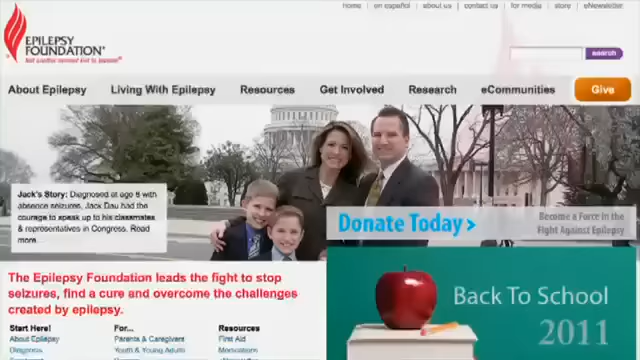 home | en español | about us | contact us | for media | store | eNewsletter
EPILEPSY
FOUNDATION
search
About Epilepsy Living With Epilepsy Resources Get Involved Research eCommunities Give
Jack's Story: Diagnosed at age 6 with
absence seizures, Jack Dau had the
courage to speak up to his classmates
& representatives in Congress. Read
more...
Donate Today >
Become a Force in the
Fight Against Epilepsy
The Epilepsy Foundation leads the fight to stop
seizures, find a cure and overcome the challenges
created by epilepsy.
Back To School
2011
Start Here! For... Resources
About Epilepsy Parents & Caregivers First Aid
Diagnosis Youth & Young Adults Medications